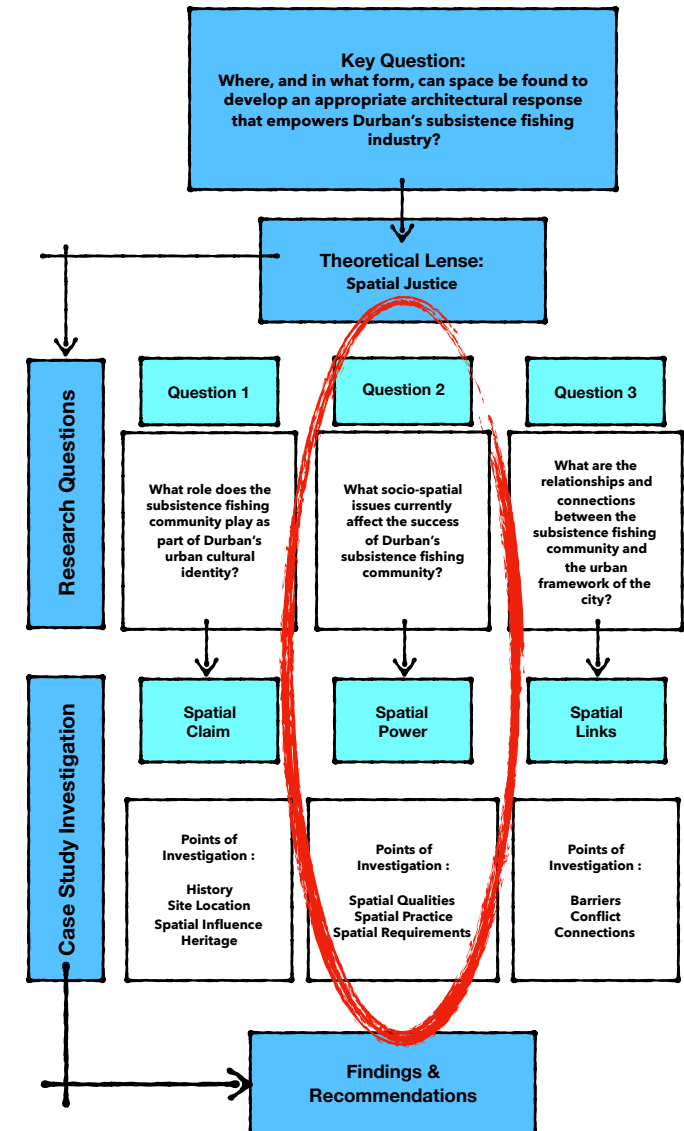 Key Question:
Where, and in what form, can space be found to
develop an appropriate architectural response
that empowers Durban's subsistence fishing
industry?
Theoretical Lense:
Spatial Justice
Research Questions
Question 1
Question 2
Question 3
What role does the
subsistence fishing
community play as
part of Durban's
urban cultural
identity?
What socio-spatial
issues currently
affect the success
of Durban's
subsistence fishing
community?
What are the
relationships and
connections
between the
subsistence fishing
community and
the urban
framework of the
city?
Case Study Investigation
Spatial
Claim
Spatial
Power
Spatial
Links
Points of
Investigation :
History
Site Location
Spatial Influence
Heritage
Points of
Investigation :
Spatial Qualities
Spatial Practice
Spatial Requirements
Points of
Investigation :
Barriers
Conflict
Connections
Findings &
Recommendations